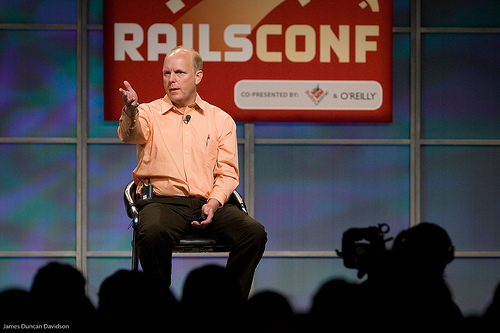 RAILSCONF
CO-PRESENTED BY: & O'REILLY
James Duncan Davidson